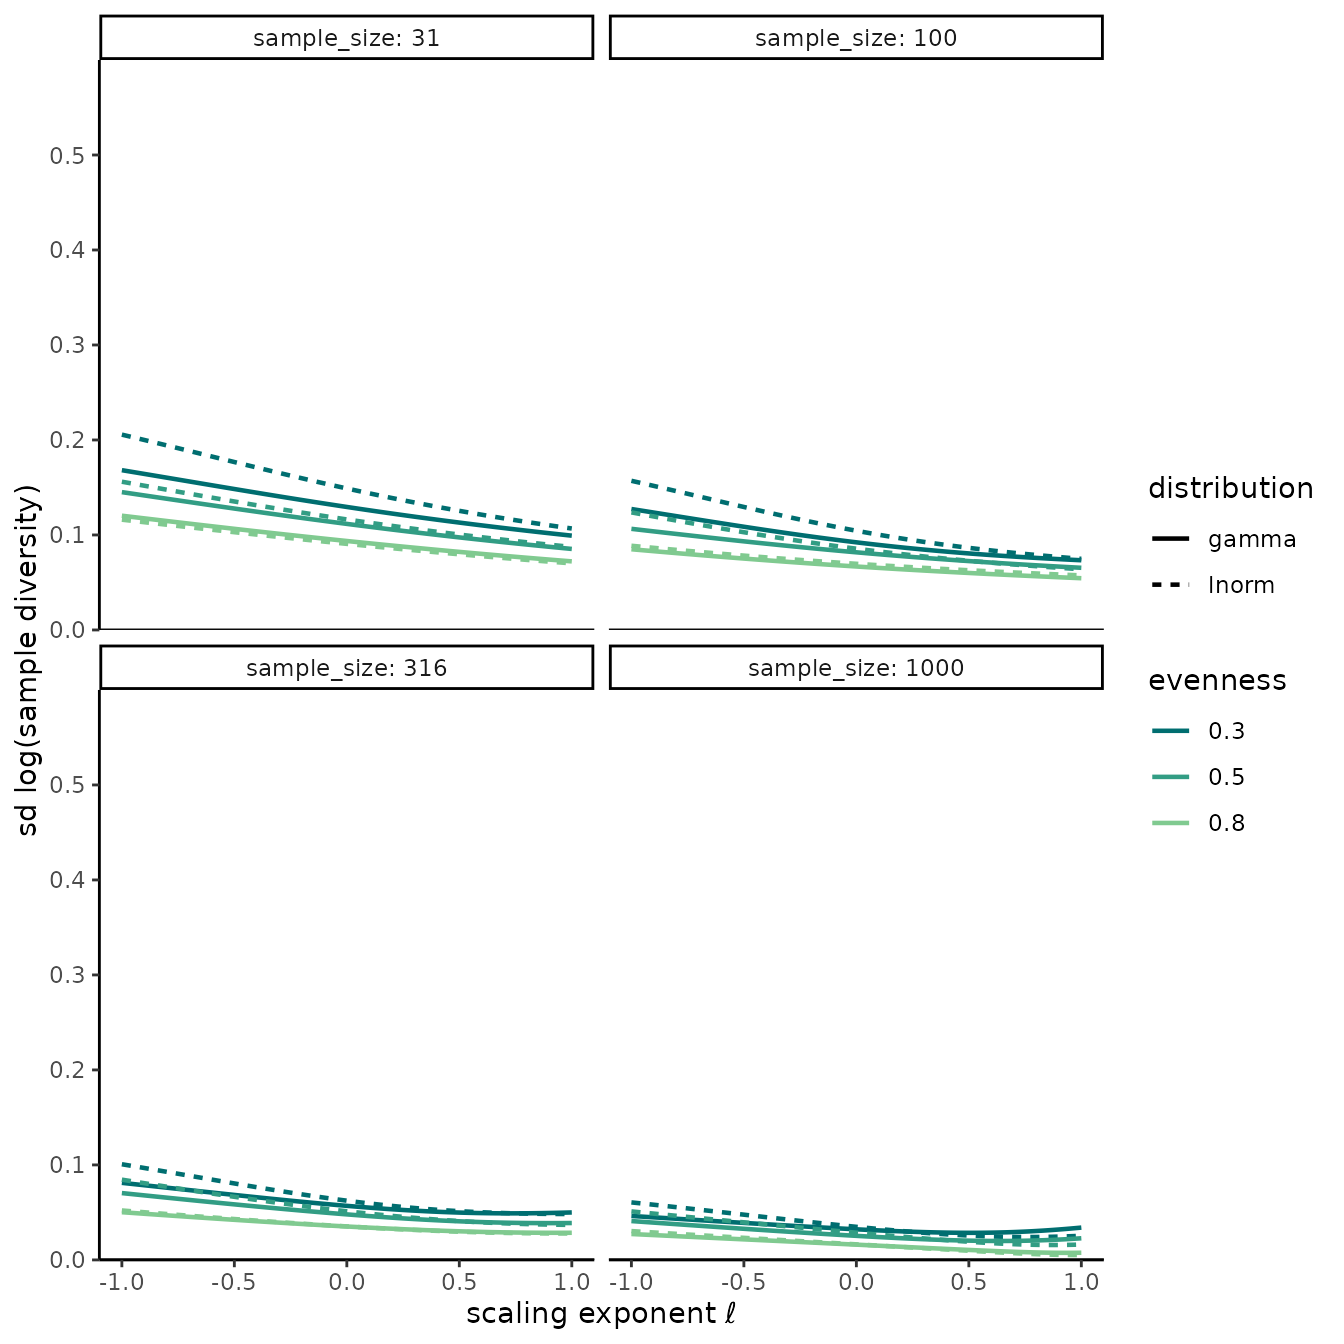 sample_size: 31
sample_size: 100
0.5
0.4
0.3
0.2
0.1
0.0
sample_size: 316
sample_size: 1000
0.5
0.4
0.3
0.2
0.1
0.0
-1.0 -0.5 0.0 0.5 1.0
-1.0 -0.5 0.0 0.5 1.0
scaling exponent ℓ
sd log(sample diversity)
distribution
gamma
lnorm
evenness
0.3
0.5
0.8